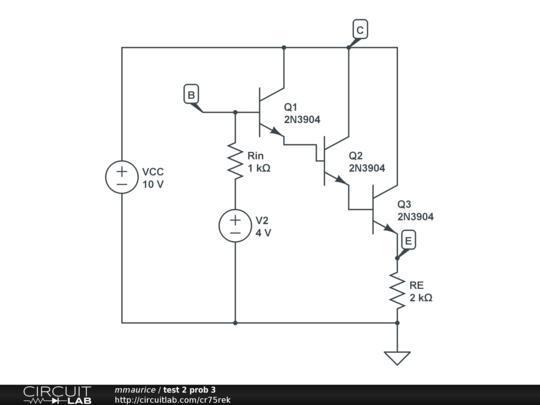 C
B
Q1
2N3904
Rin
1 kΩ
Q2
2N3904
VCC
10 V
Q3
2N3904
V2
4 V
E
RE
2 kΩ
CIRCUIT
LAB
mmaurice / test 2 prob 3
http://circuitlab.com/cr75rek